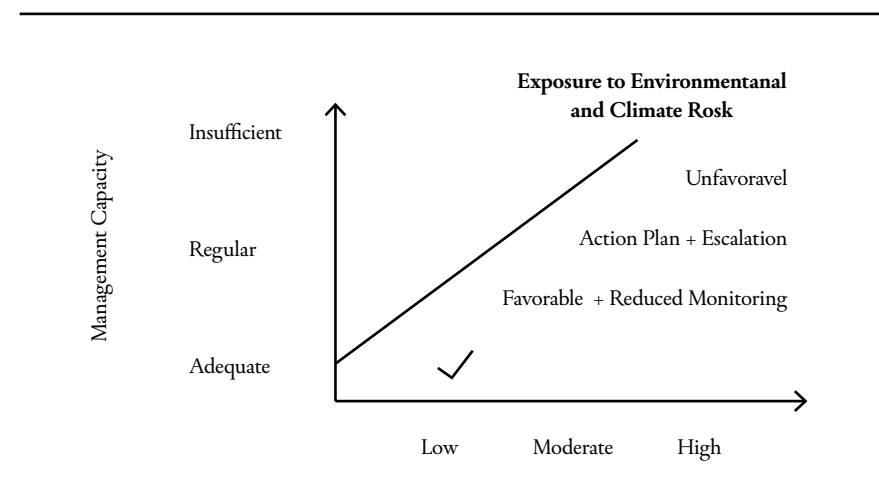 Exposure to Environmentanal
and Climate Rosk
Insufficient
Unfavoravel
Management Capacity
Action Plan + Escalation
Regular
Favorable + Reduced Monitoring
Adequate
Low Moderate High